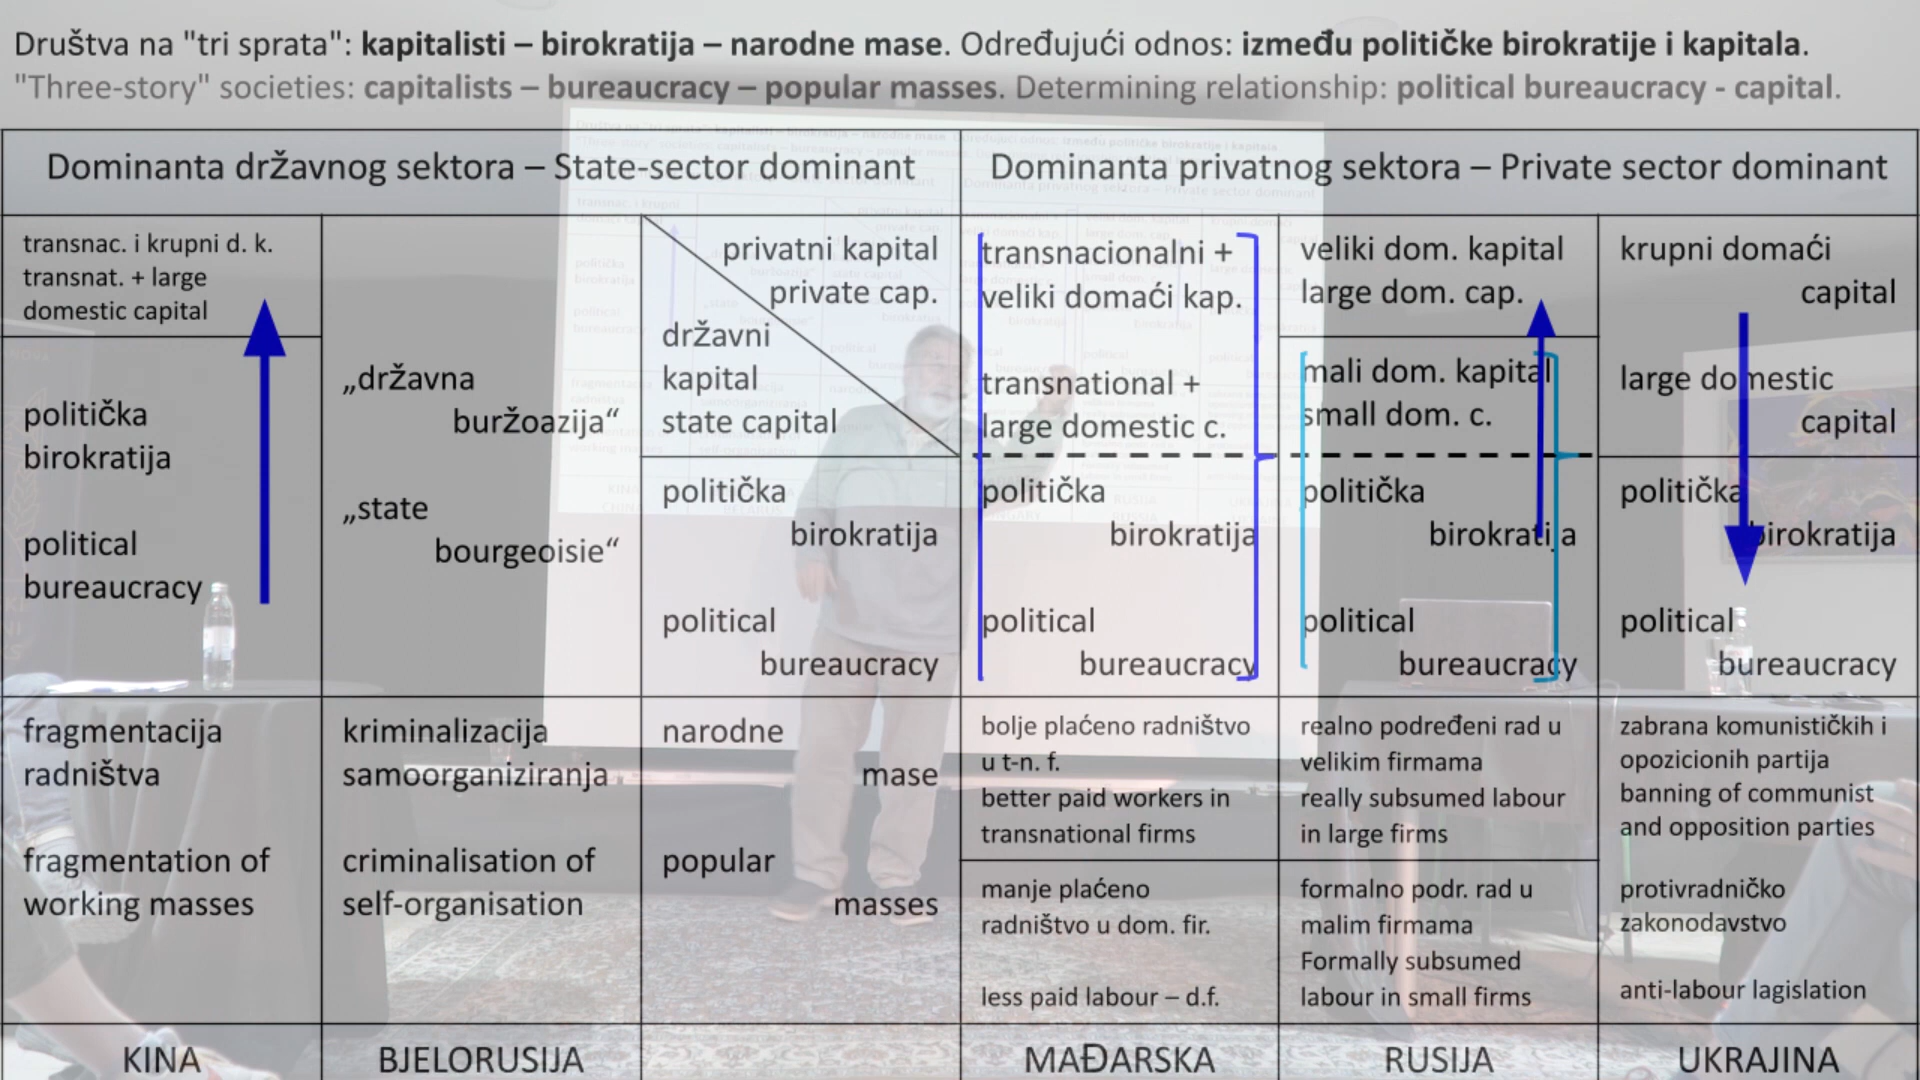 Društva na "tri sprata": kapitalisti – birokratija – narodne mase. Određujući odnos: između političke birokratije i kapitala.
"Three-story" societies: capitalists – bureaucracy – popular masses. Determining relationship: political bureaucracy - capital.
Dominanta državnog sektora – State-sector dominant
Dominanta privatnog sektora – Private sector dominant
transnac. i krupni d. k.
transnat. + large
domestic capital
politička
birokratija
political
bureaucracy
„državna
buržoazija“
„state
bourgeoisie“
privatni kapital
private cap.
državni
kapital
state capital
politička
birokratija
political
bureaucracy
transnacionalni +
veliki domaći kap.
transnational +
large domestic c.
politička
birokratija
political
bureaucracy
veliki dom. kapital
large dom. cap.
mali dom. kapital
small dom. c.
politička
birokratija
political
bureaucracy
krupni domaći
capital
large domestic
capital
politička
birokratija
political
bureaucracy
fragmentacija
radništva
fragmentation of
working masses
kriminalizacija
samoorganiziranja
criminalisation of
self-organisation
narodne
mase
popular
masses
bolje plaćeno radništvo
u t-n. f.
better paid workers in
transnational firms
manje plaćeno
radništvo u dom. fir.
less paid labour – d.f.
realno podređeni rad u
velikim firmama
really subsumed labour
in large firms
formalno podr. rad u
malim firmama
Formally subsumed
labour in small firms
zabrana komunističkih i
opozicionih partija
banning of communist
and opposition parties
protivradničko
zakonodavstvo
anti-labour lagislation
KINA
BJELORUSIJA
MAĐARSKA
RUSIJA
UKRAJINA